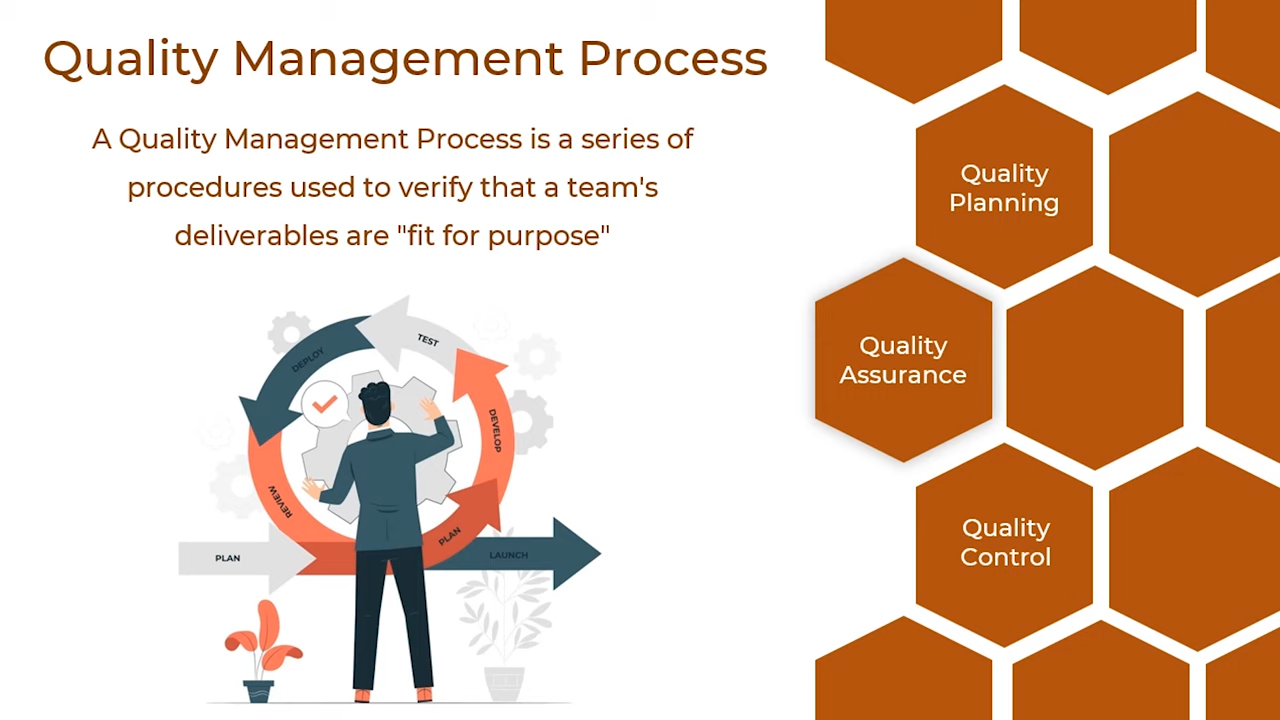 Quality Management Process
A Quality Management Process is a series of
procedures used to verify that a team's
deliverables are "fit for purpose"
Quality
Planning
Quality
Assurance
Quality
Control
TEST
DEPLOY
DEVELOP
REVIEW
PLAN
PLAN
LAUNCH